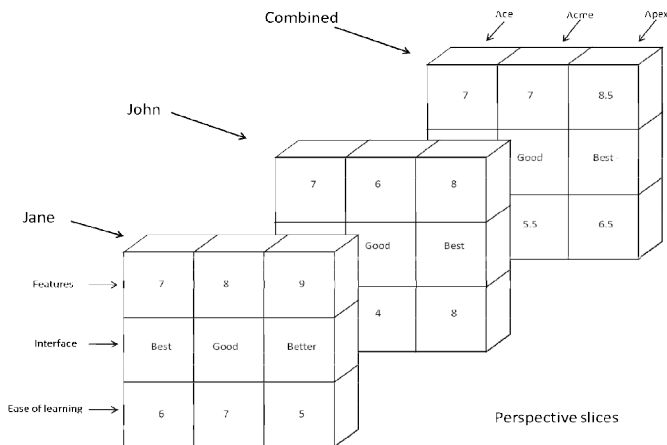 Combined
Ace
Acme
Apex
7 7 8.5
Good Best -
5.5 6.5
John
7 6 8
Good Best
4 8
Jane
Features 7 8 9
Interface Best Good Better
Ease of learning 6 7 5
Perspective slices